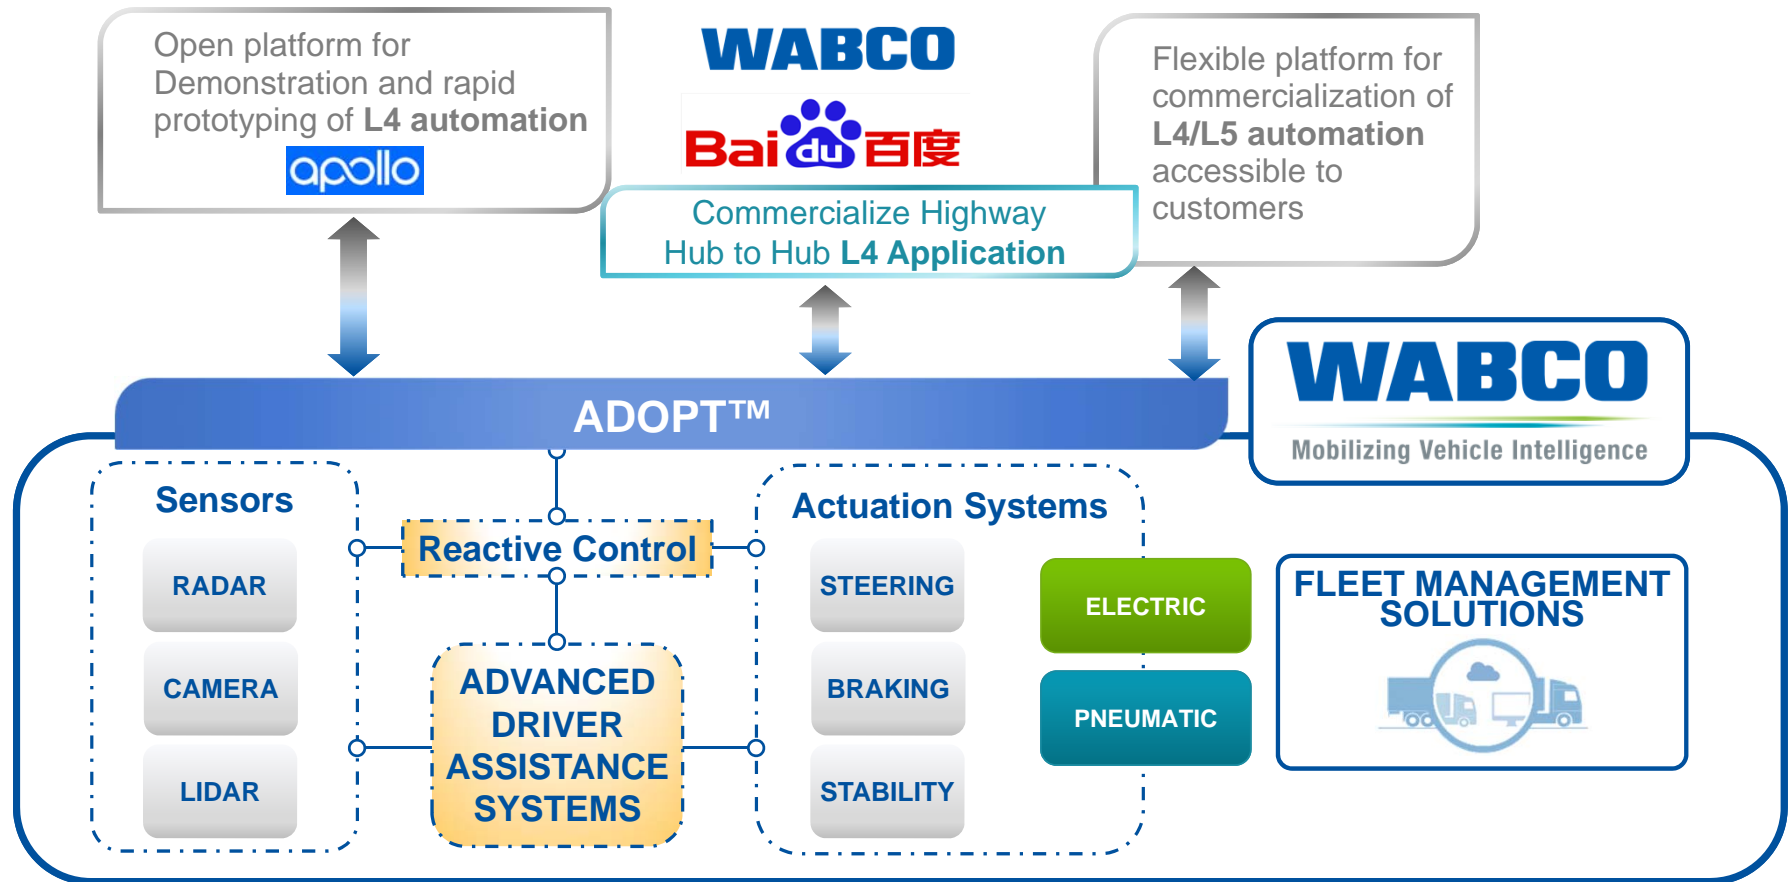 Open platform for
Demonstration and rapid
prototyping of L4 automation
apollo
WABCO
Bai du 百度
Commercialize Highway
Hub to Hub L4 Application
Flexible platform for
commercialization of
L4/L5 automation
accessible to
customers
ADOPT™
WABCO
Mobilizing Vehicle Intelligence
Sensors
RADAR
CAMERA
LIDAR
Reactive Control
ADVANCED
DRIVER
ASSISTANCE
SYSTEMS
Actuation Systems
STEERING
BRAKING
STABILITY
ELECTRIC
PNEUMATIC
FLEET MANAGEMENT
SOLUTIONS